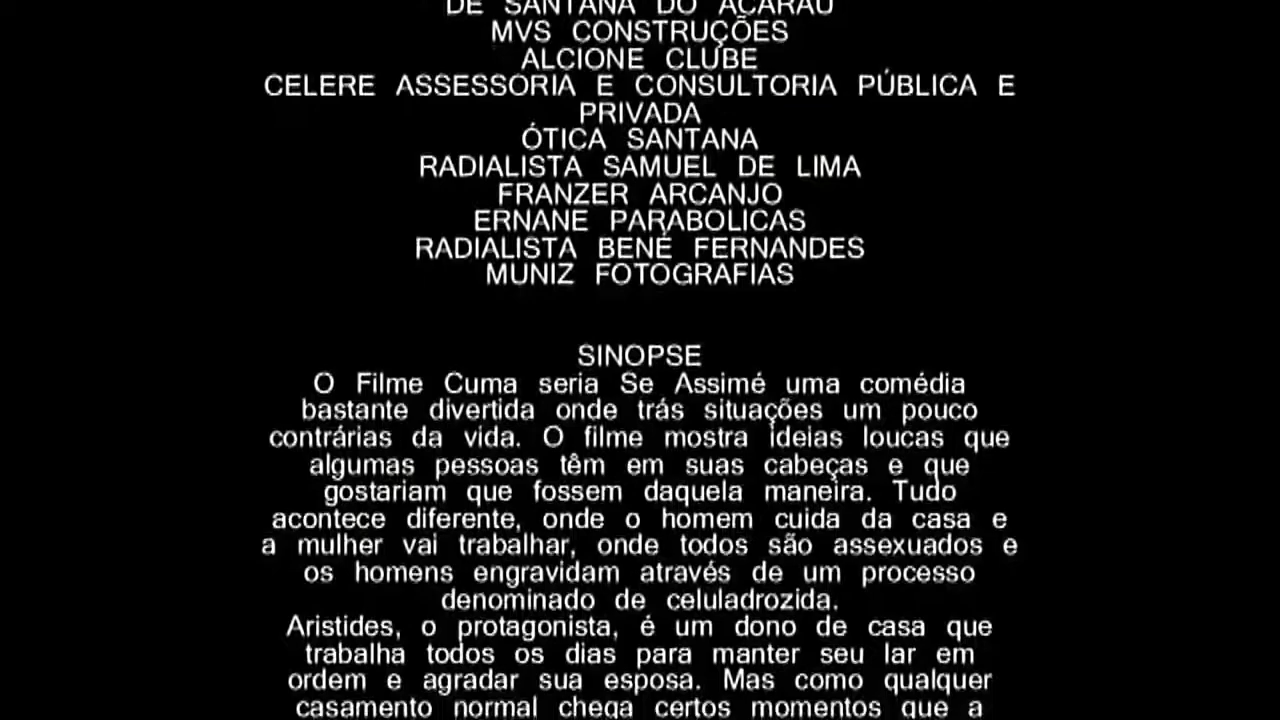 DE SANTANA DO ACARAÚ
MVS CONSTRUÇÕES
ALCIONE CLUBE
CELERE ASSESSORIA E CONSULTORIA PÚBLICA E
PRIVADA
ÓTICA SANTANA
RADIALISTA SAMUEL DE LIMA
FRANZER ARCANJO
ERNANE PARABOLICAS
RADIALISTA BENÉ FERNANDES
MUNIZ FOTOGRAFIAS
SINOPSE
O Filme Cuma seria Se Assimé uma comédia
bastante divertida onde trás situações um pouco
contrárias da vida. O filme mostra ideias loucas que
algumas pessoas têm em suas cabeças e que
gostariam que fossem daquela maneira. Tudo
acontece diferente, onde o homem cuida da casa e
a mulher vai trabalhar, onde todos são assexuados e
os homens engravidam através de um processo
denominado de celuladrozida.
Aristides, o protagonista, é um dono de casa que
trabalha todos os dias para manter seu lar em
ordem e agradar sua esposa. Mas como qualquer
casamento normal chega certos momentos que a